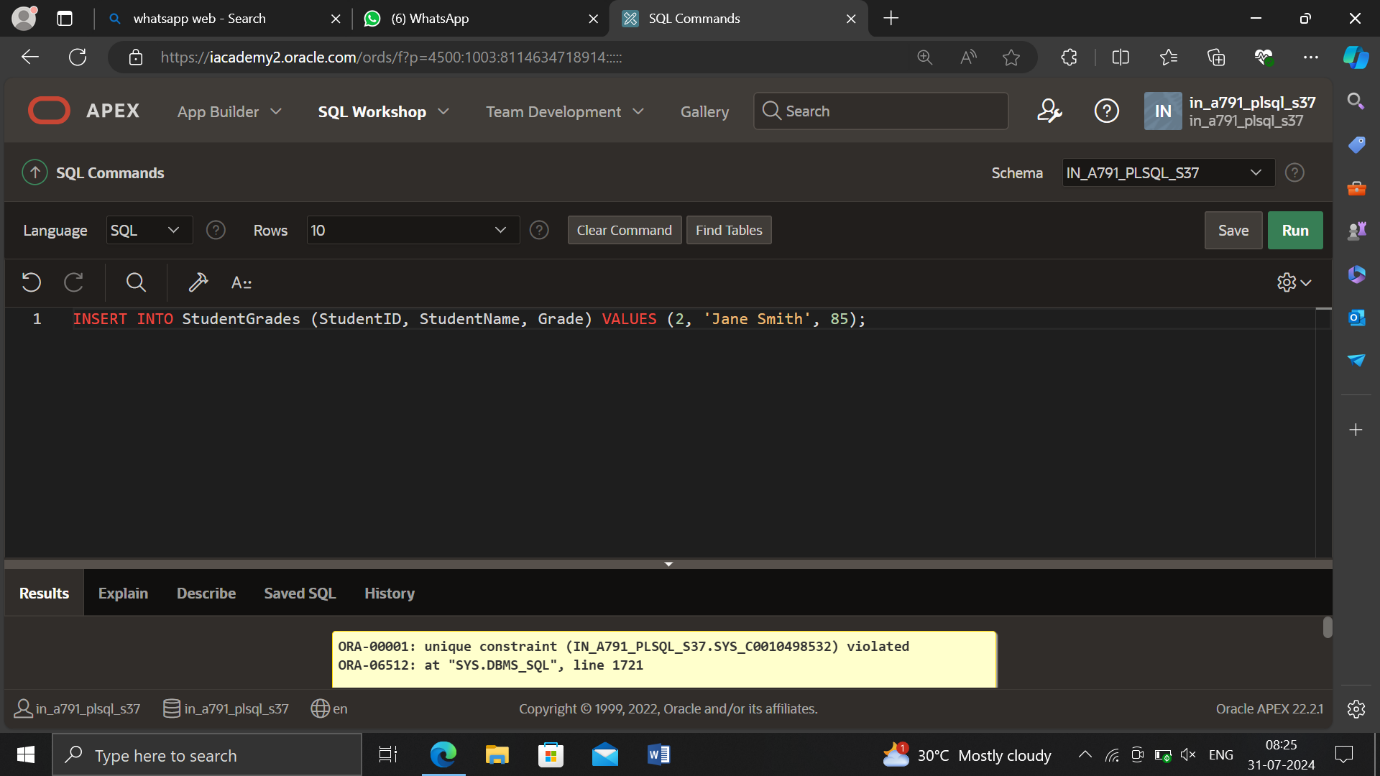 whatsapp web - Search
(6) WhatsApp
SQL Commands
https://iacademy2.oracle.com/ords/f?p=4500:1003:8114634718914:::::
APEX
App Builder
SQL Workshop
Team Development
Gallery
Search
IN
in_a791_plsql_s37
in_a791_plsql_s37
SQL Commands
Schema
IN_A791_PLSQL_S37
Language
SQL
Rows
10
Clear Command
Find Tables
Save
Run
A::
1 INSERT INTO StudentGrades (StudentID, StudentName, Grade) VALUES (2, 'Jane Smith', 85);
Results
Explain
Describe
Saved SQL
History
ORA-00001: unique constraint (IN_A791_PLSQL_S37.SYS_C0010498532) violated
ORA-06512: at "SYS.DBMS_SQL", line 1721
in_a791_plsql_s37
in_a791_plsql_s37
en
Copyright © 1999, 2022, Oracle and/or its affiliates.
Oracle APEX 22.2.1
Type here to search
1
30°C Mostly cloudy
ENG
08:25
31-07-2024